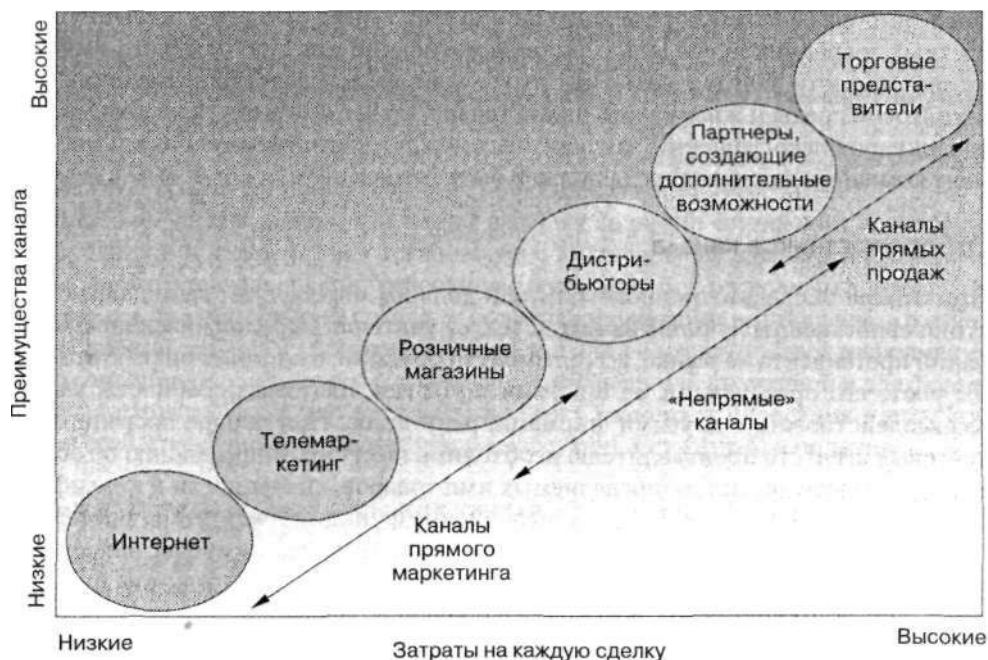 Высокие
Торговые
предста-
вители
Партнеры,
создающие
дополнительные
возможности
Преимущества канала
Каналы
прямых
продаж
Дистри-
бьюторы
Розничные
магазины
«Непрямые»
каналы
Телемар-
кетинг
Каналы
прямого
маркетинга
Интернет
Низкие
Низкие
Затраты на каждую сделку
Высокие